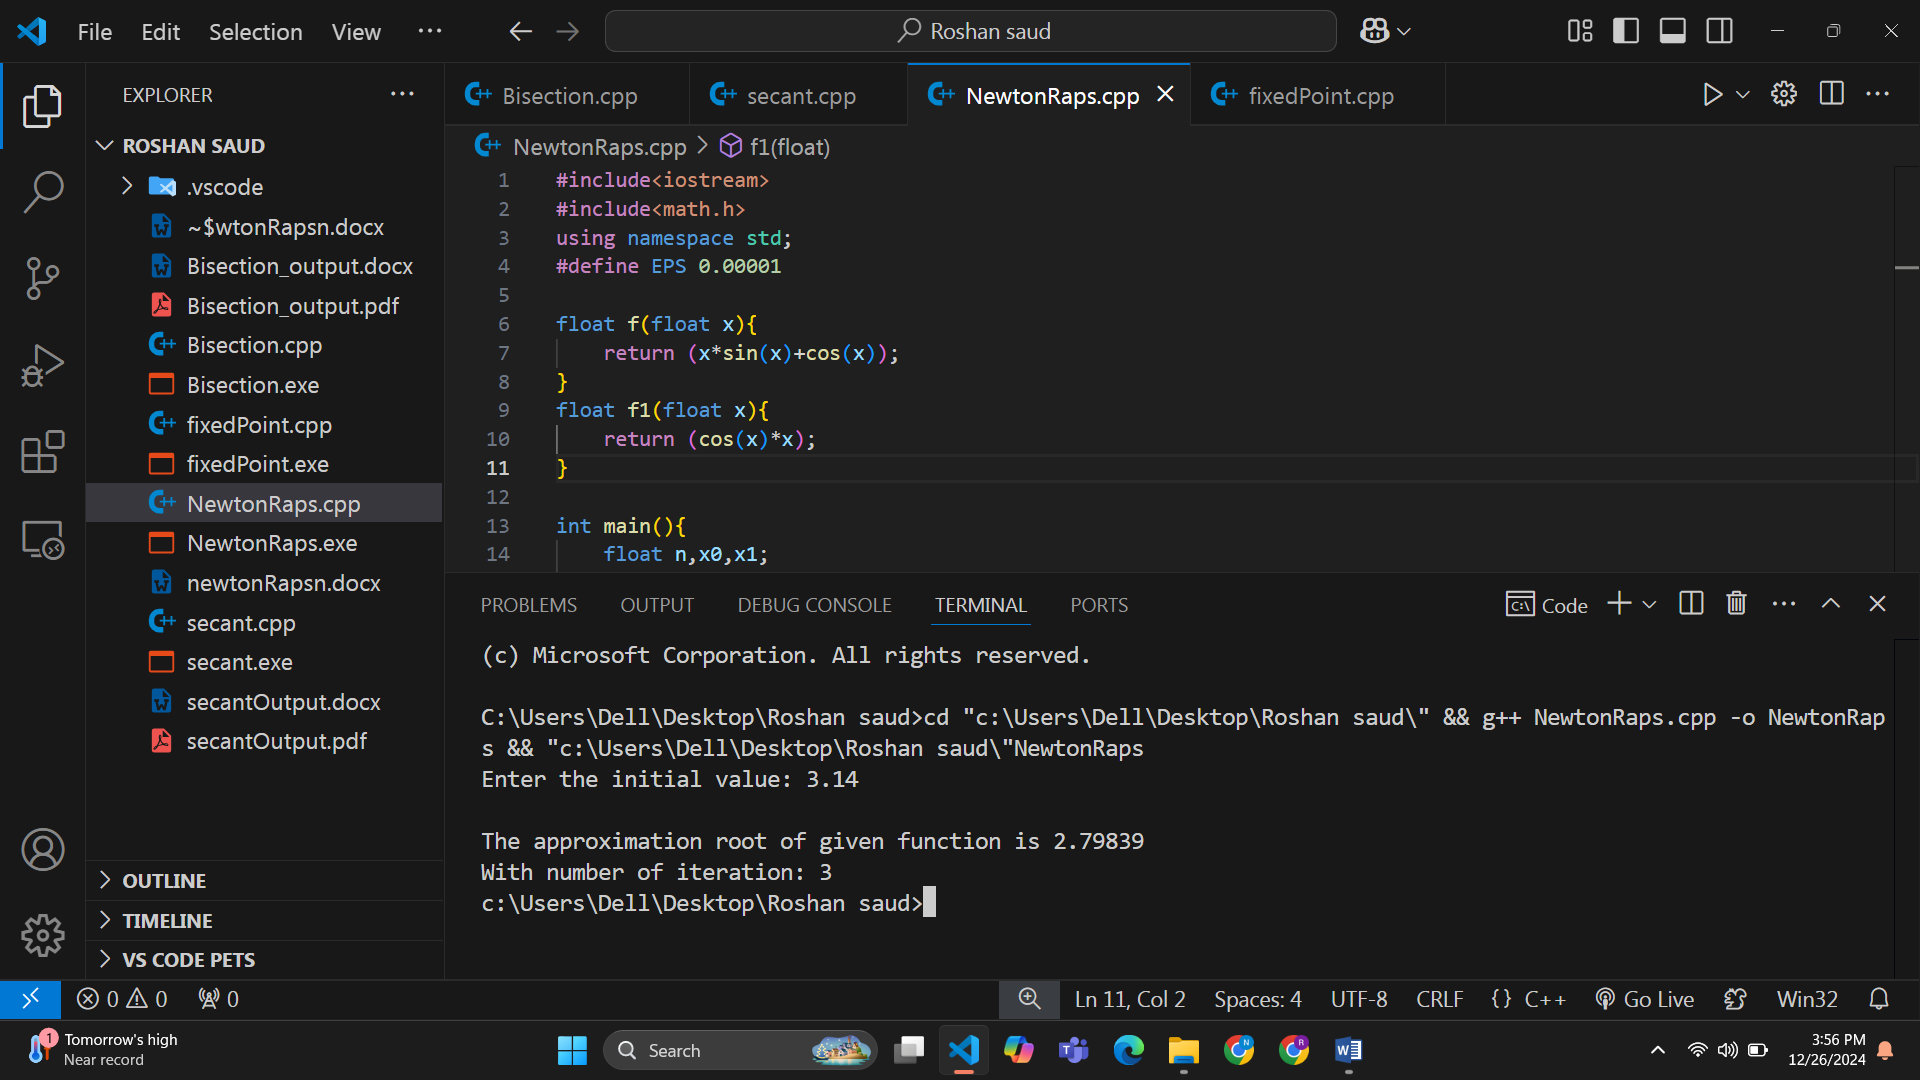 File Edit Selection View ··· Roshan saud
EXPLORER ···
ROSHAN SAUD
.vscode
~$wtonRapsn.docx
Bisection_output.docx
Bisection_output.pdf
Bisection.cpp
Bisection.exe
fixedPoint.cpp
fixedPoint.exe
NewtonRaps.cpp
NewtonRaps.exe
newtonRapsn.docx
secant.cpp
secant.exe
secantOutput.docx
secantOutput.pdf
OUTLINE
TIMELINE
VS CODE PETS
Bisection.cpp secant.cpp NewtonRaps.cpp fixedPoint.cpp
NewtonRaps.cpp > f1(float)
1 #include<iostream>
2 #include<math.h>
3 using namespace std;
4 #define EPS 0.00001
5
6 float f(float x){
7 return (x*sin(x)+cos(x));
8 }
9 float f1(float x){
10 return (cos(x)*x);
11 }
12
13 int main(){
14 float n,x0,x1;
PROBLEMS OUTPUT DEBUG CONSOLE TERMINAL PORTS Code
(c) Microsoft Corporation. All rights reserved.
C:\Users\Dell\Desktop\Roshan saud>cd "c:\Users\Dell\Desktop\Roshan saud\" && g++ NewtonRaps.cpp -o NewtonRap
s && "c:\Users\Dell\Desktop\Roshan saud\"NewtonRaps
Enter the initial value: 3.14
The approximation root of given function is 2.79839
With number of iteration: 3
c:\Users\Dell\Desktop\Roshan saud>
0 0 0 Ln 11, Col 2 Spaces: 4 UTF-8 CRLF {} C++ Go Live Win32
1 Tomorrow's high
Near record
Search
3:56 PM
12/26/2024